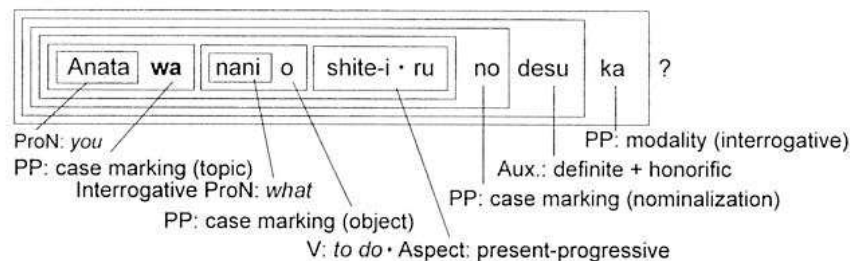 Anata wa nani o shite-i・ru no desu ka ?
ProN: you
PP: modality (interrogative)
PP: case marking (topic)
Aux.: definite + honorific
Interrogative ProN: what
PP: case marking (nominalization)
PP: case marking (object)
V: to do・Aspect: present-progressive